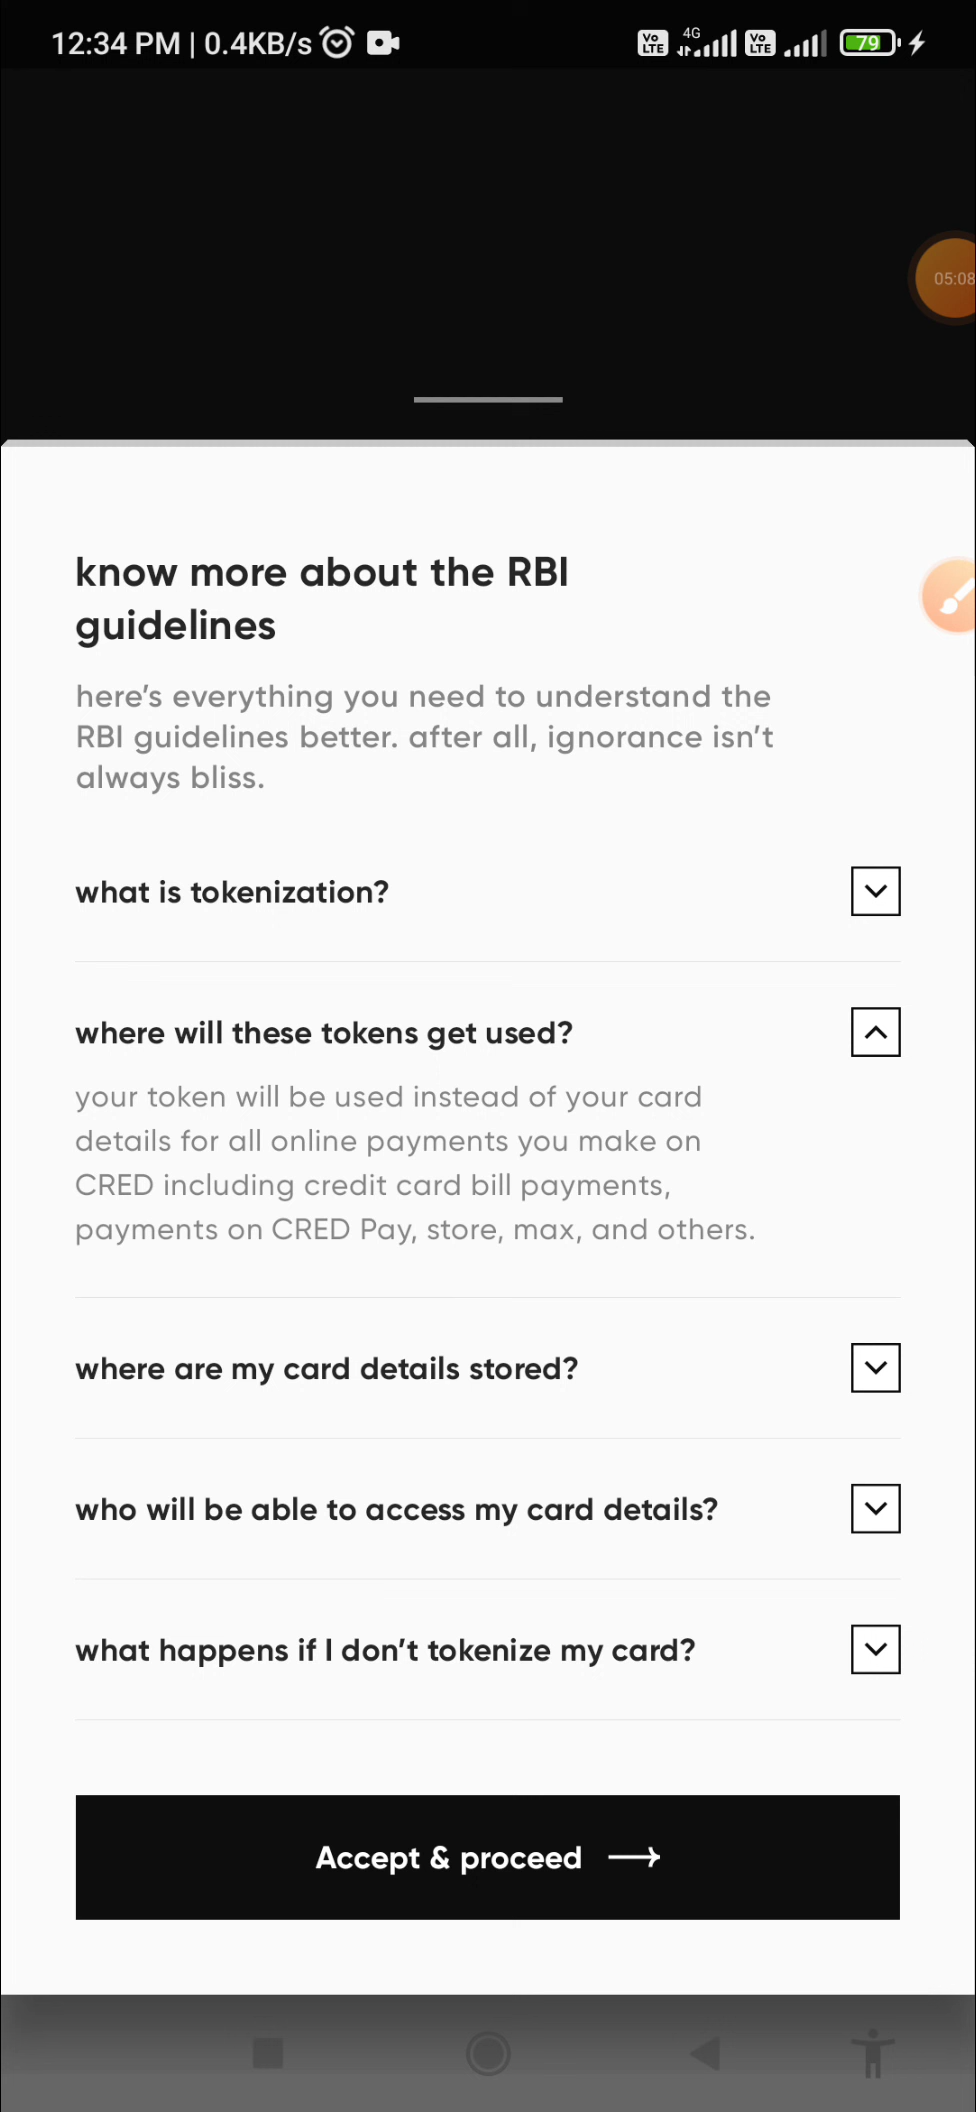 12:34 PM | 0.4KB/s
Vo LTE 4G Vo LTE 79
05:08
know more about the RBI
guidelines
here’s everything you need to understand the
RBI guidelines better. after all, ignorance isn’t
always bliss.
what is tokenization?
where will these tokens get used?
your token will be used instead of your card
details for all online payments you make on
CRED including credit card bill payments,
payments on CRED Pay, store, max, and others.
where are my card details stored?
who will be able to access my card details?
what happens if I don’t tokenize my card?
Accept & proceed